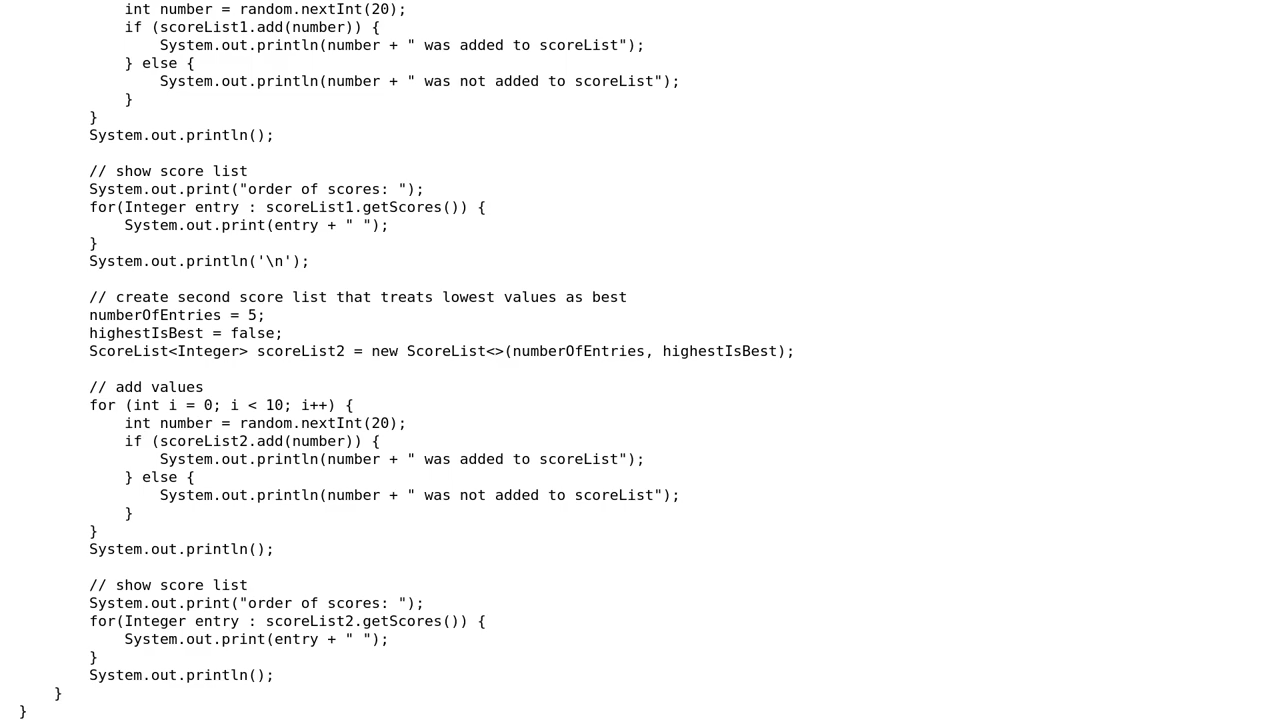 int number = random.nextInt(20);
            if (scoreList1.add(number)) {
                System.out.println(number + " was added to scoreList");
            } else {
                System.out.println(number + " was not added to scoreList");
            }
        }
        System.out.println();

        // show score list
        System.out.print("order of scores: ");
        for(Integer entry : scoreList1.getScores()) {
            System.out.print(entry + " ");
        }
        System.out.println('\n');

        // create second score list that treats lowest values as best
        numberOfEntries = 5;
        highestIsBest = false;
        ScoreList<Integer> scoreList2 = new ScoreList<>(numberOfEntries, highestIsBest);

        // add values
        for (int i = 0; i < 10; i++) {
            int number = random.nextInt(20);
            if (scoreList2.add(number)) {
                System.out.println(number + " was added to scoreList");
            } else {
                System.out.println(number + " was not added to scoreList");
            }
        }
        System.out.println();

        // show score list
        System.out.print("order of scores: ");
        for(Integer entry : scoreList2.getScores()) {
            System.out.print(entry + " ");
        }
        System.out.println();
    }
}